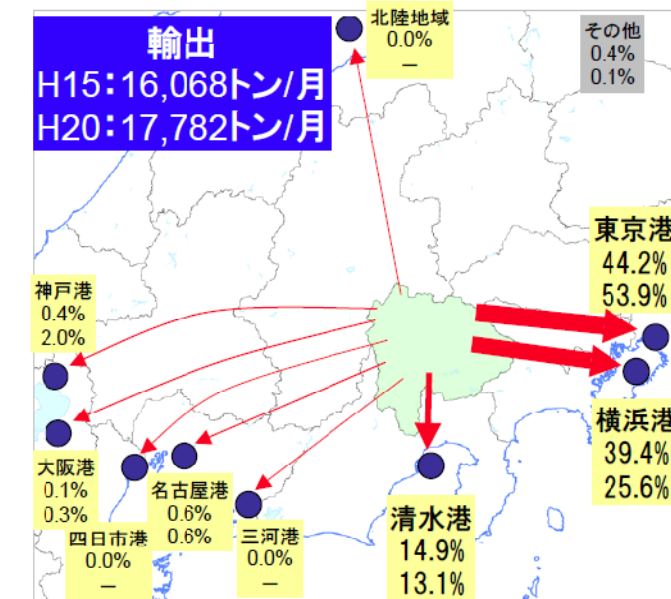 輸出
H15：16,068トン/月
H20：17,782トン/月
北陸地域
0.0%
－
その他
0.4%
0.1%
東京港
44.2%
53.9%
横浜港
39.4%
25.6%
神戸港
0.4%
2.0%
大阪港
0.1%
0.3%
四日市港
0.0%
－
名古屋港
0.6%
0.6%
三河港
0.0%
－
清水港
14.9%
13.1%